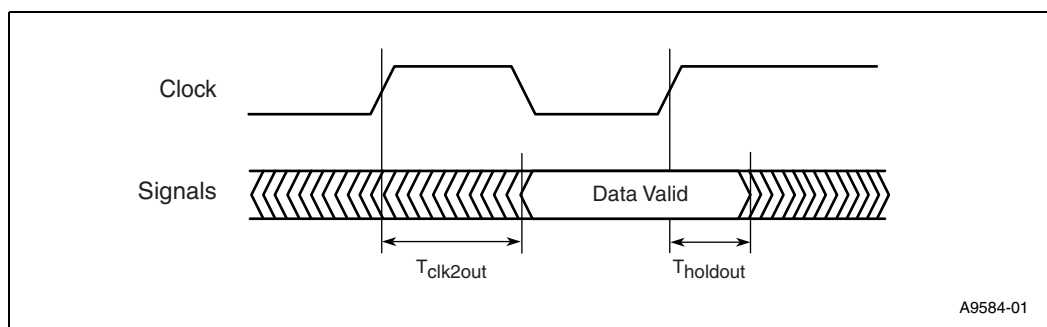 Clock
Signals
Data Valid
Tclk2out
Tholdout
A9584-01